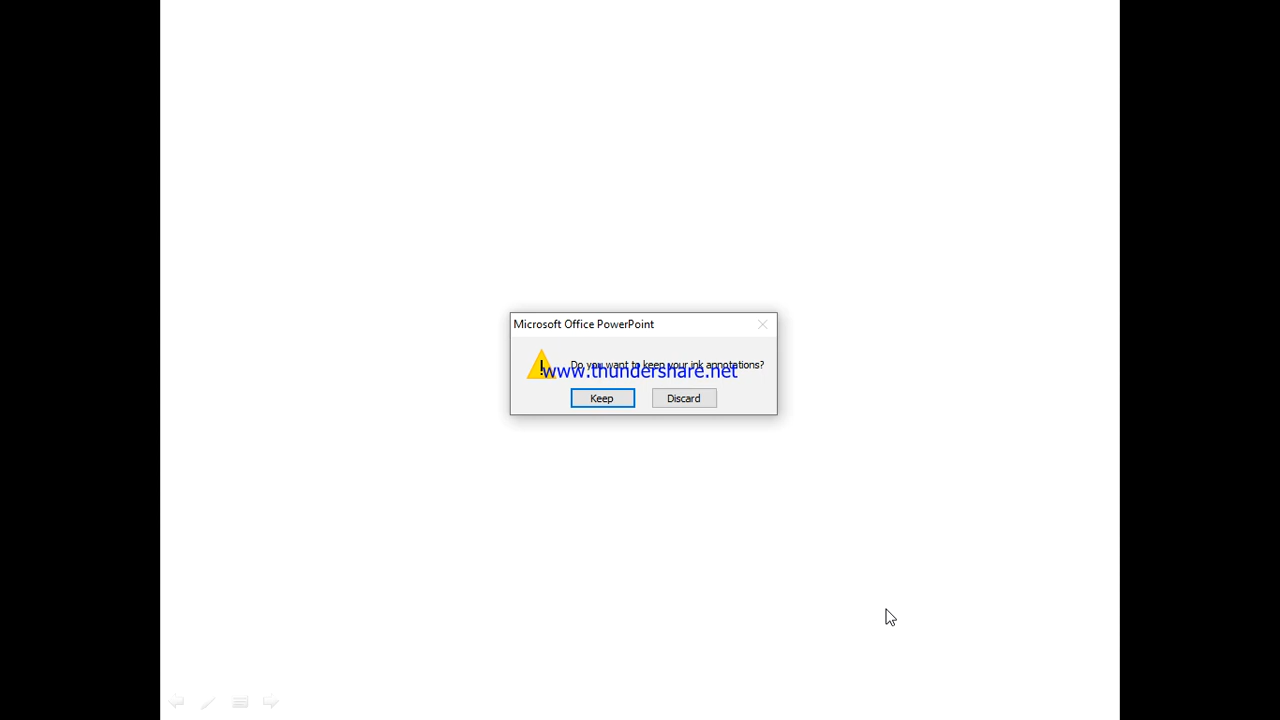 Microsoft Office PowerPoint
Do you want to keep your ink annotations?
www.thundershare.net
Keep Discard